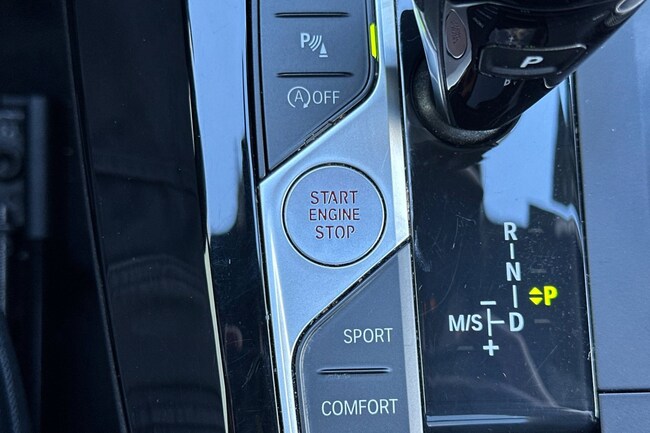 P
A OFF
START
ENGINE
STOP
SPORT
COMFORT
P
P
R
N
P
M/S D
+